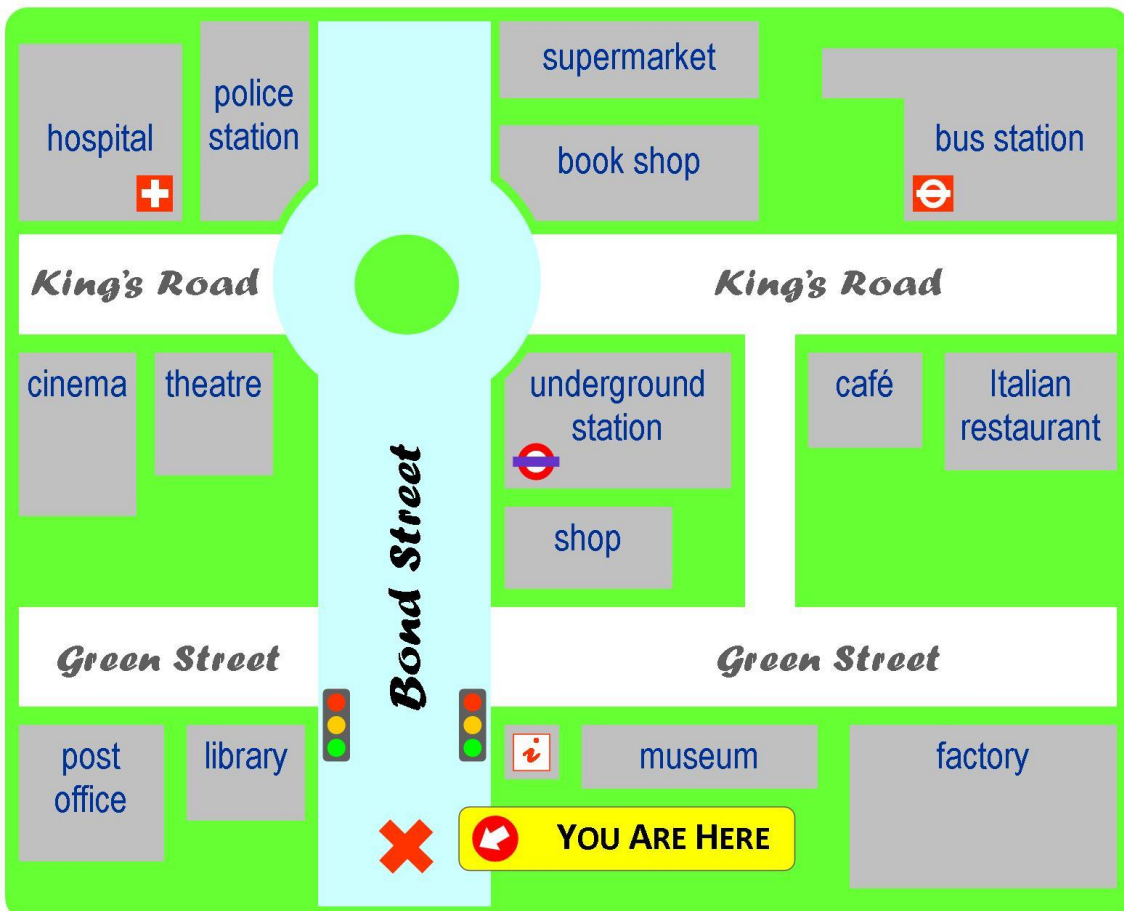 hospital
police
station
supermarket
book shop
bus station
King's Road
King's Road
cinema
theatre
underground
station
café
Italian
restaurant
shop
Bond Street
Green Street
Green Street
post
office
library
i
museum
factory
YOU ARE HERE